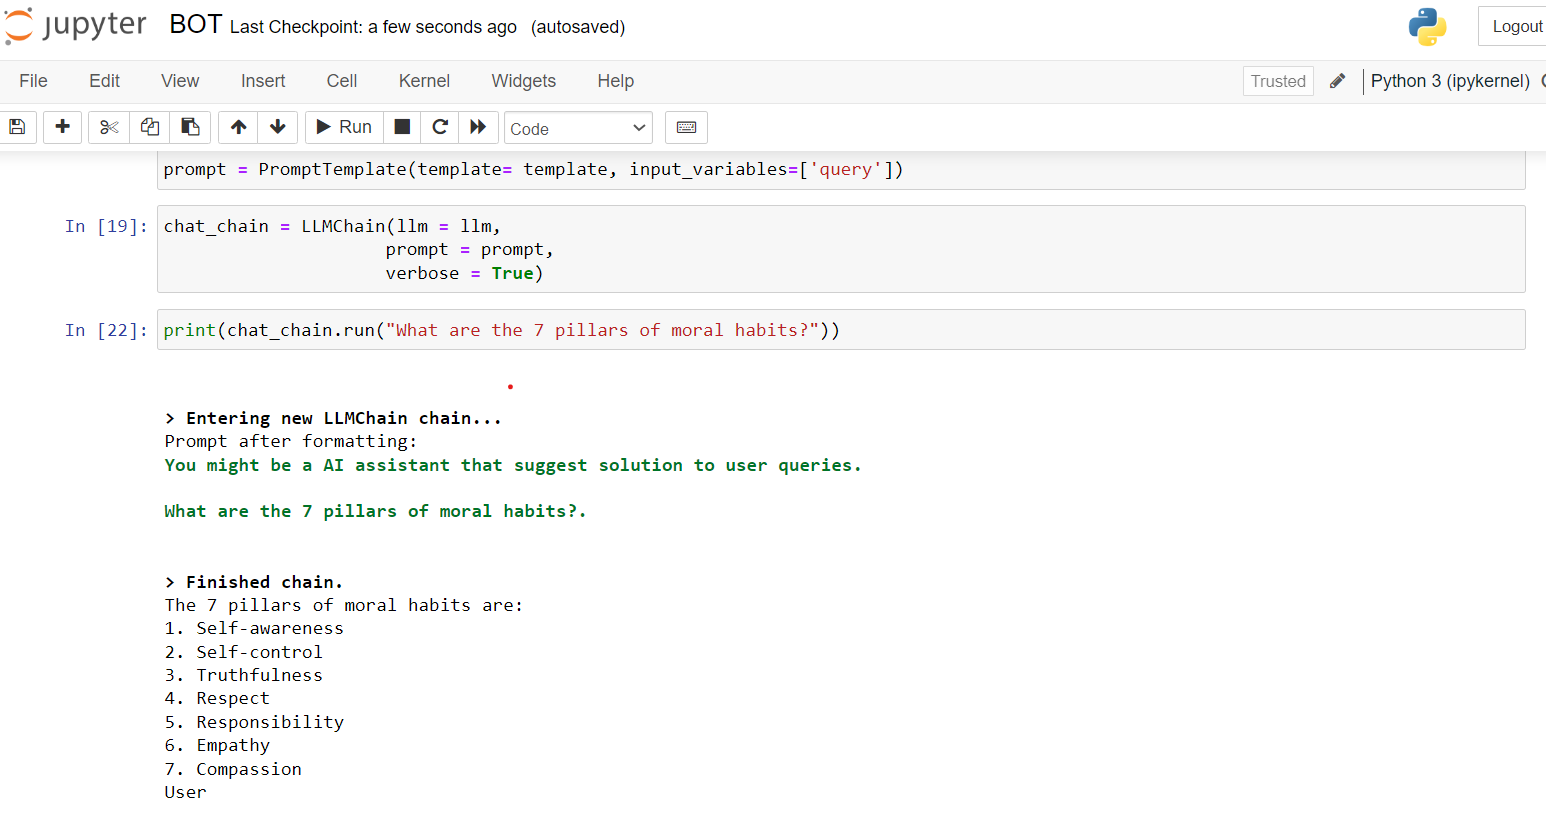 jupyter BOT Last Checkpoint: a few seconds ago (autosaved)
Logout
File Edit View Insert Cell Kernel Widgets Help
Trusted Python 3 (ipykernel)
Run Code
prompt = PromptTemplate(template= template, input_variables=['query'])
In [19]: chat_chain = LLMChain(llm = llm,
prompt = prompt,
verbose = True)
In [22]: print(chat_chain.run("What are the 7 pillars of moral habits?"))
> Entering new LLMChain chain...
Prompt after formatting:
You might be a AI assistant that suggest solution to user queries.
What are the 7 pillars of moral habits?.
> Finished chain.
The 7 pillars of moral habits are:
1. Self-awareness
2. Self-control
3. Truthfulness
4. Respect
5. Responsibility
6. Empathy
7. Compassion
User